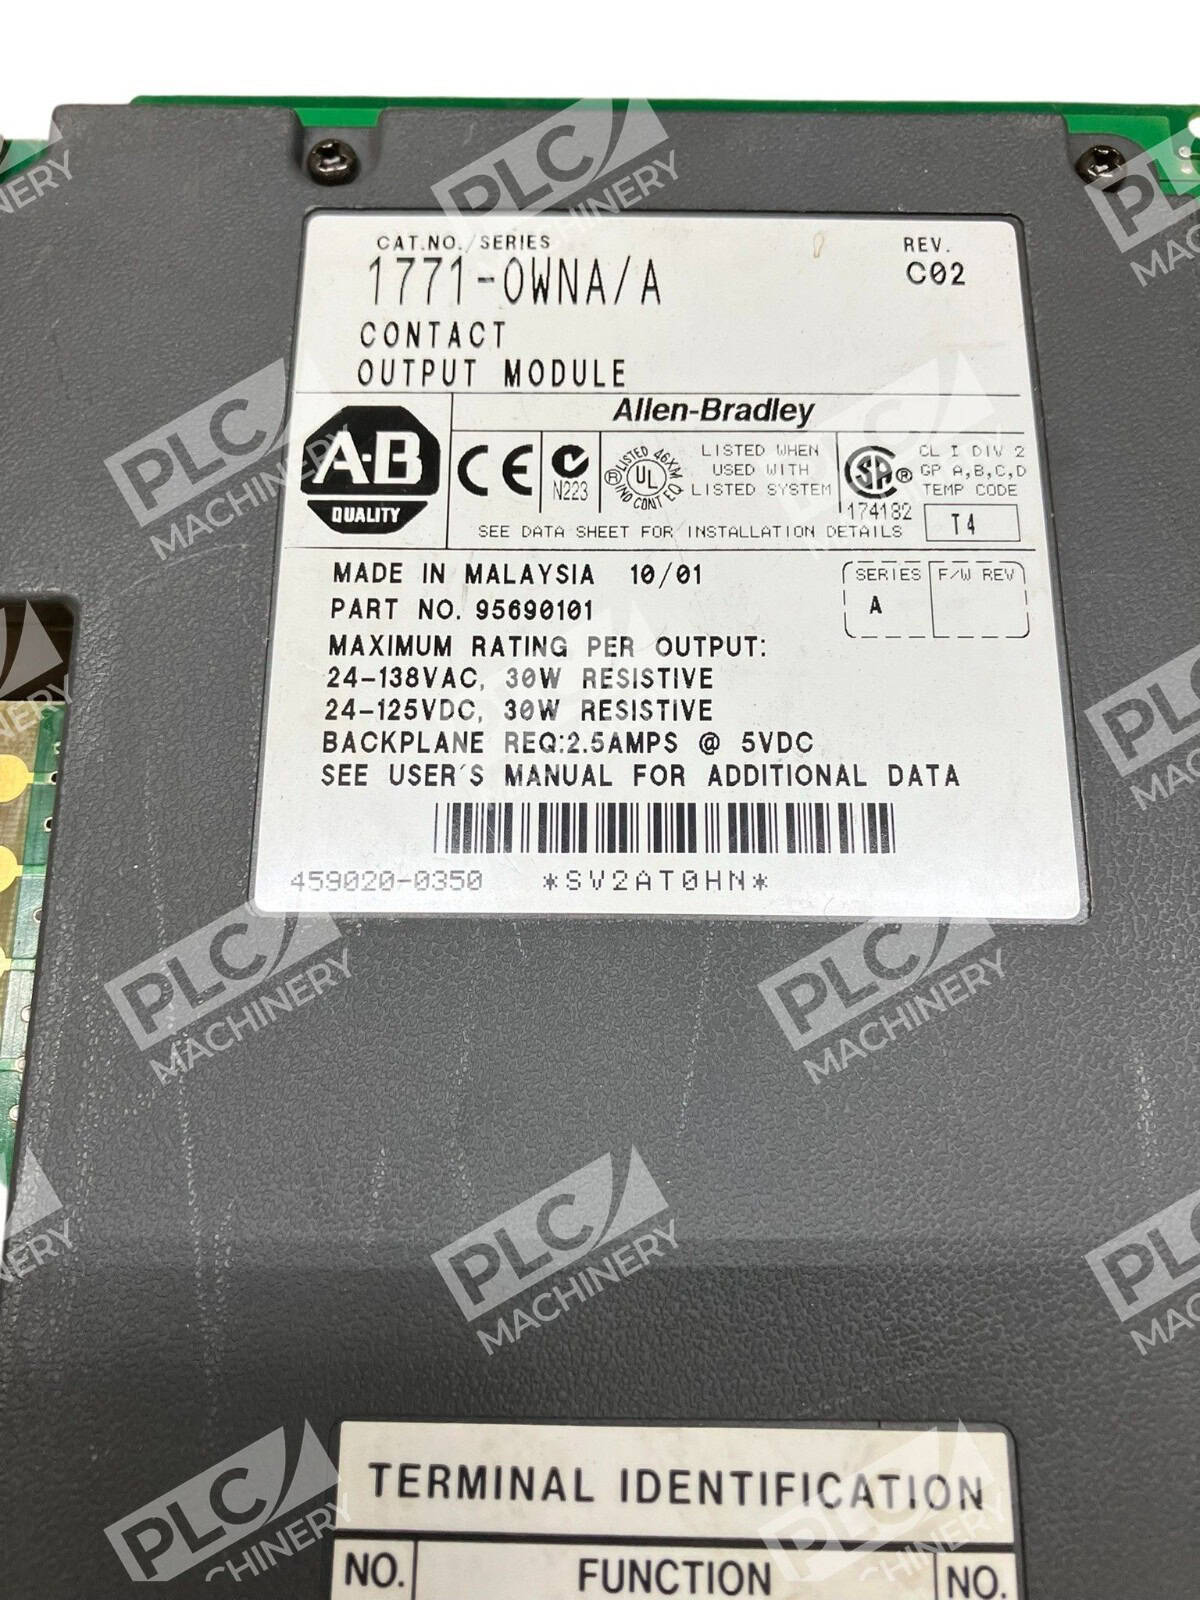 CAT.NO./SERIES
REV.
1771-OWNA/A
C02
CONTACT
OUTPUT MODULE
Allen-Bradley
A-B
QUALITY
CE
N223
LISTED 46XM
UL
IND CONT EQ
®
LISTED WHEN
USED WITH
LISTED SYSTEM
SA
®
174182
CL I DIV 2
GP A,B,C,D
TEMP CODE
T4
SEE DATA SHEET FOR INSTALLATION DETAILS
MADE IN MALAYSIA 10/01
SERIES
F/W REV
A
PART NO. 95690101
MAXIMUM RATING PER OUTPUT:
24-138VAC, 30W RESISTIVE
24-125VDC, 30W RESISTIVE
BACKPLANE REQ:2.5AMPS @ 5VDC
SEE USER'S MANUAL FOR ADDITIONAL DATA
459020-0350
*SV2AT0HN*
TERMINAL IDENTIFICATION
NO.
FUNCTION
NO.
PLC
MACHINERY